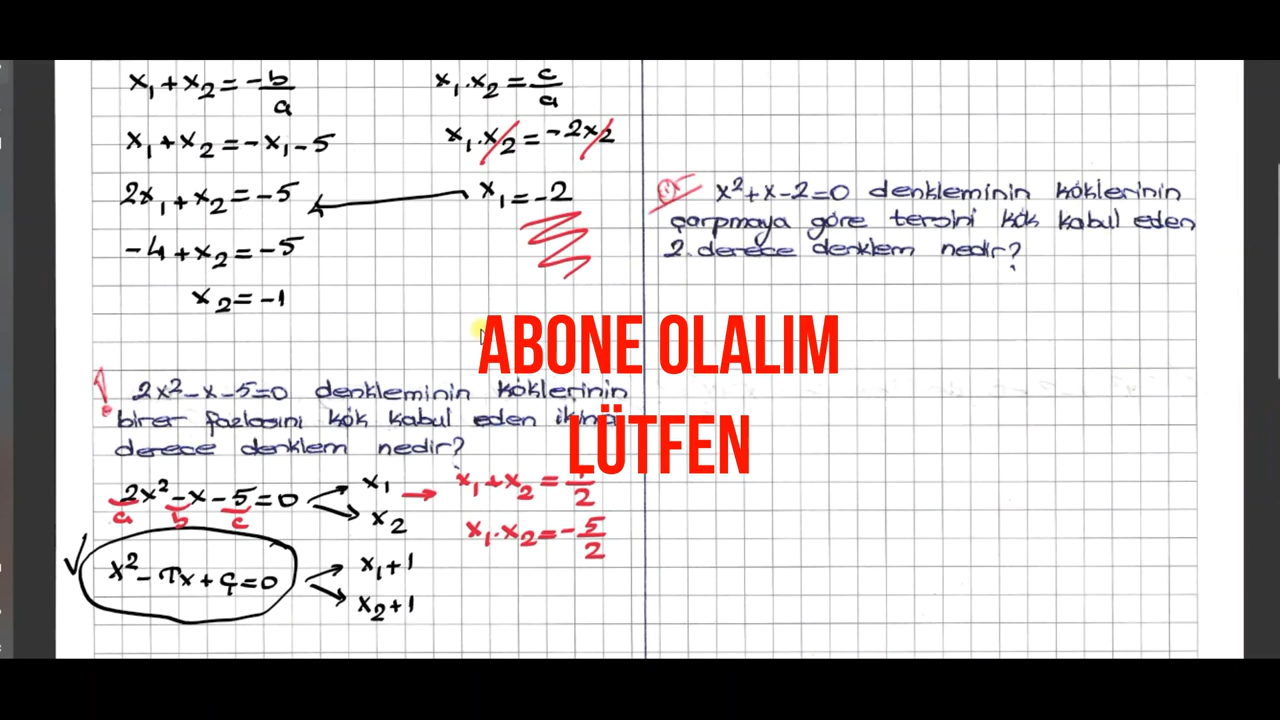 x₁+x₂=-b/a
x₁.x₂=c/a
x₁+x₂=-x₁-5
x₁.x₂=-2x₂
2x₁+x₂=-5
x₁=-2
-4+x₂=-5
x₂=-1
x²+x-2=0 denkleminin köklerinin
çarpmaya göre tersini kök kabul eden
2. derece denklem nedir?
ABONE OLALIM
LÜTFEN
! 2x²-x-5=0 denkleminin köklerinin
birer fazlasını kök kabul eden
derece denklem nedir?
2x²-x-5=0
a b c
x₁
x₂
x₁+x₂=1/2
x₁.x₂=-5/2
x²-Tx+Ç=0
x₁+1
x₂+1